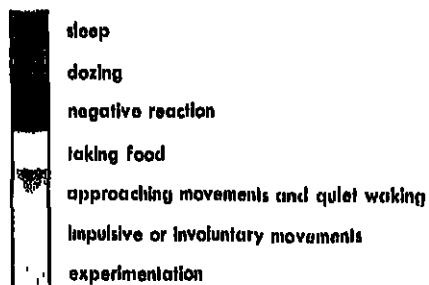 sleep
dozing
negative reaction
taking food
approaching movements and quiet waking
impulsive or involuntary movements
experimentation